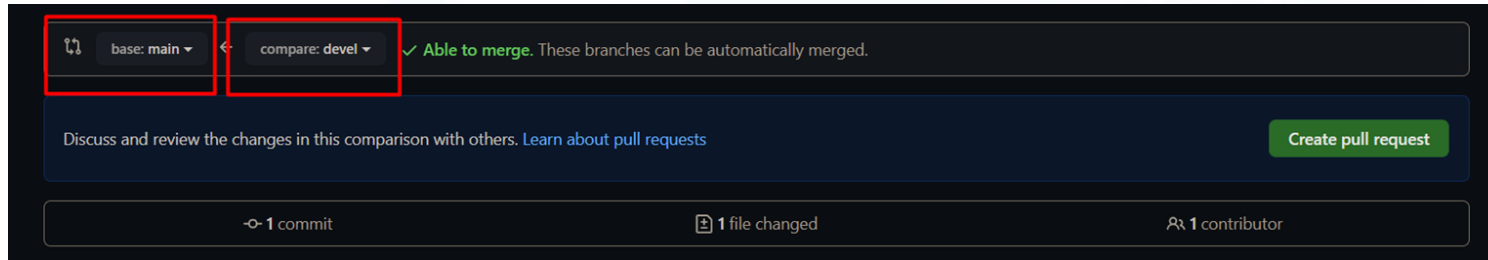 base: main compare: devel Able to merge. These branches can be automatically merged.
Discuss and review the changes in this comparison with others. Learn about pull requests Create pull request
1 commit 1 file changed 1 contributor